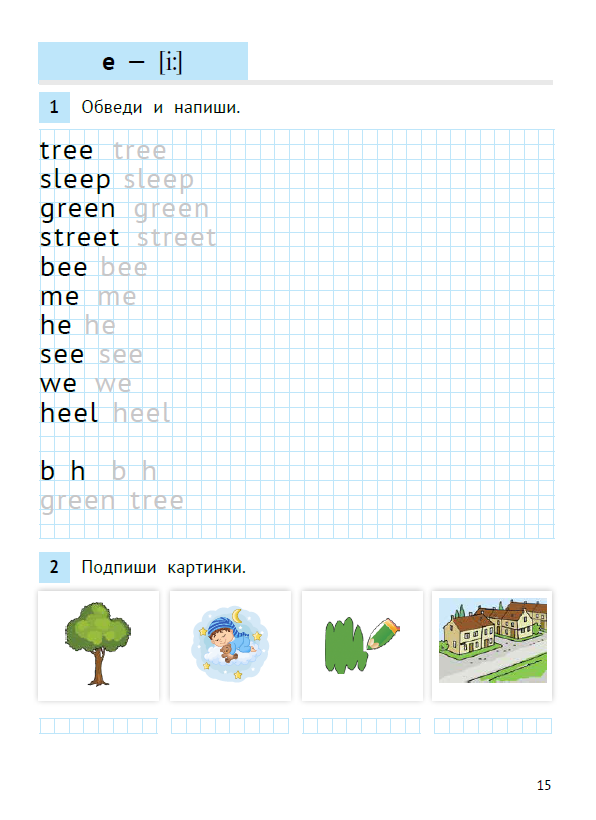 e – [i:]
1 Обведи и напиши.
tree tree
sleep sleep
green green
street street
bee bee
me me
he he
see see
we we
heel heel
b h b h
green tree
2 Подпиши картинки.
15